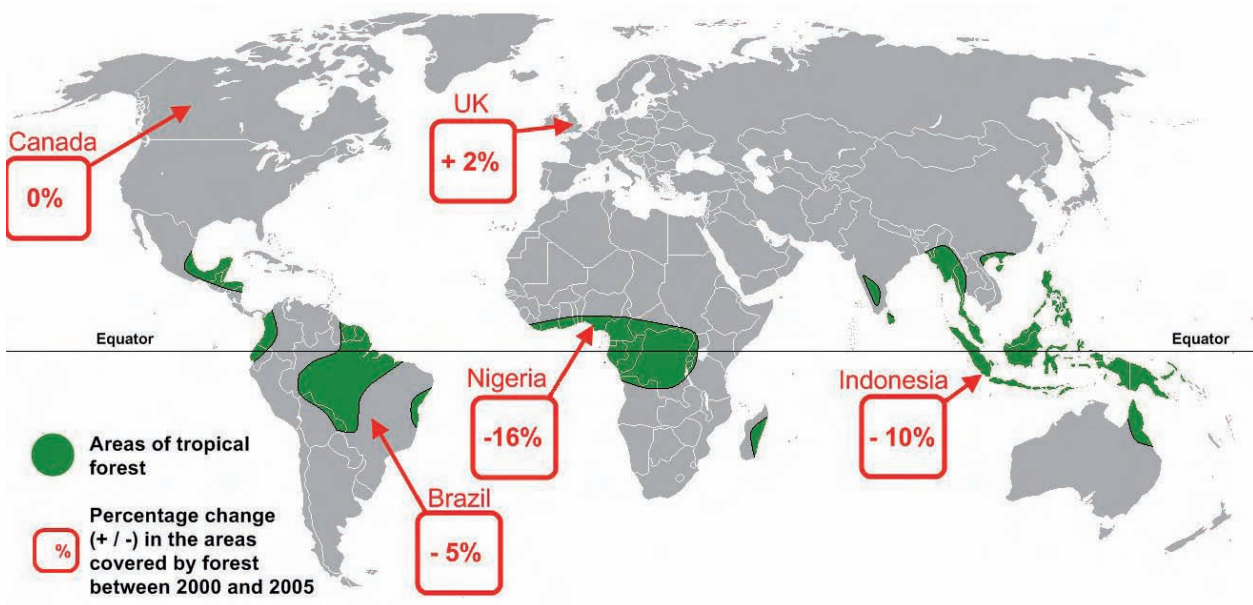 UK
+ 2%
Canada
0%
Equator
Equator
Nigeria
-16%
Indonesia
- 10%
Brazil
- 5%
Areas of tropical
forest
%
Percentage change
(+ / -) in the areas
covered by forest
between 2000 and 2005